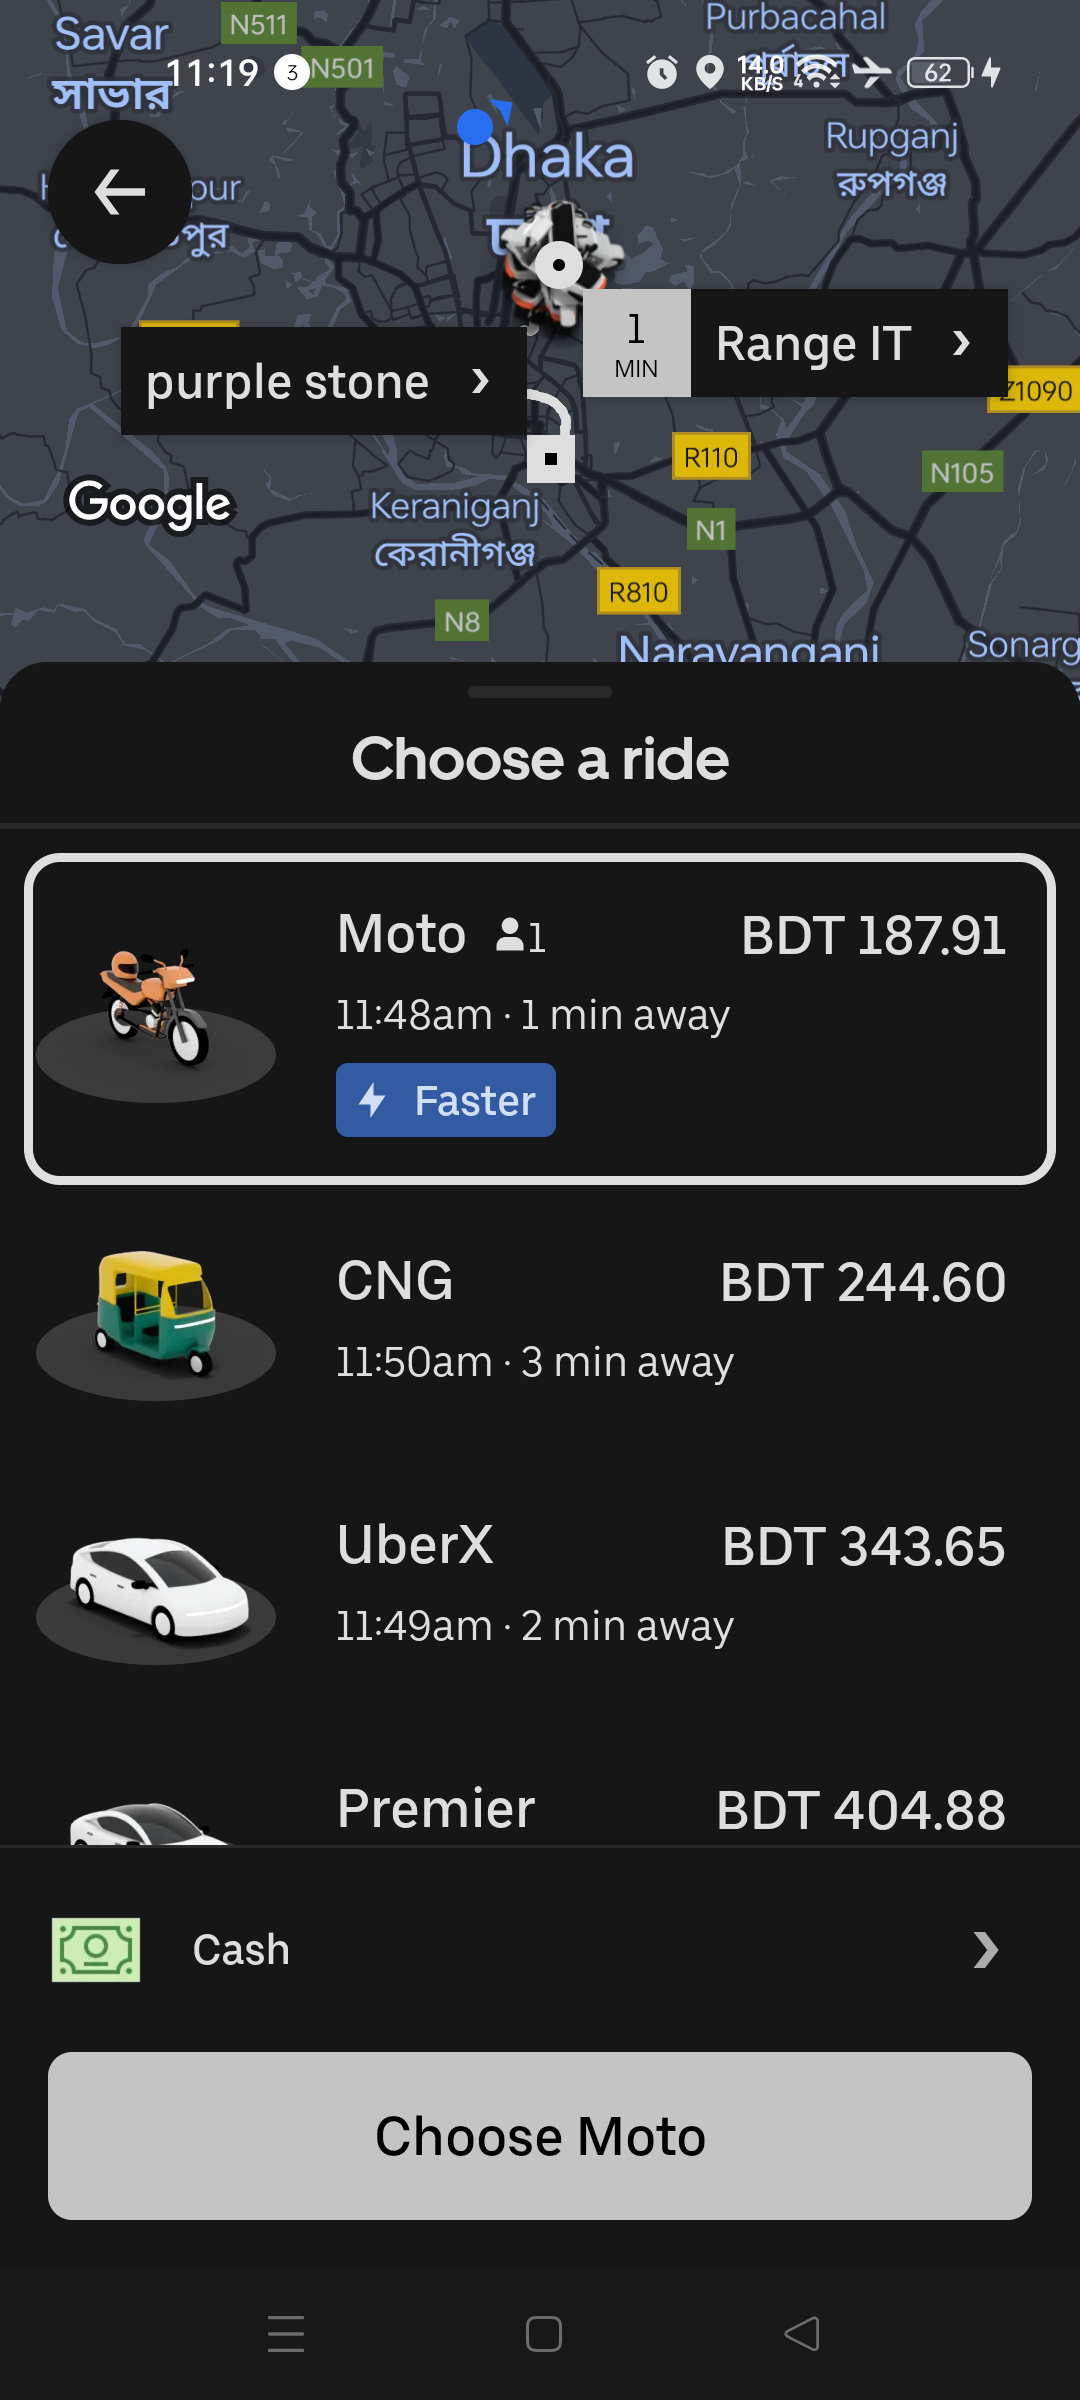 Savar
N511
Purbacahal
সাভার
11:19
3
N501
14.0
KB/S
4
62
Dhaka
Rupganj
রূপগঞ্জ
1
MIN
Range IT
purple stone
Z1090
R110
N105
Google
Keraniganj
কেরানীগঞ্জ
N1
R810
N8
Narayanganj
Sonarg
Choose a ride
Moto 1
BDT 187.91
11:48am · 1 min away
Faster
CNG
BDT 244.60
11:50am · 3 min away
UberX
BDT 343.65
11:49am · 2 min away
Premier
BDT 404.88
Cash
Choose Moto